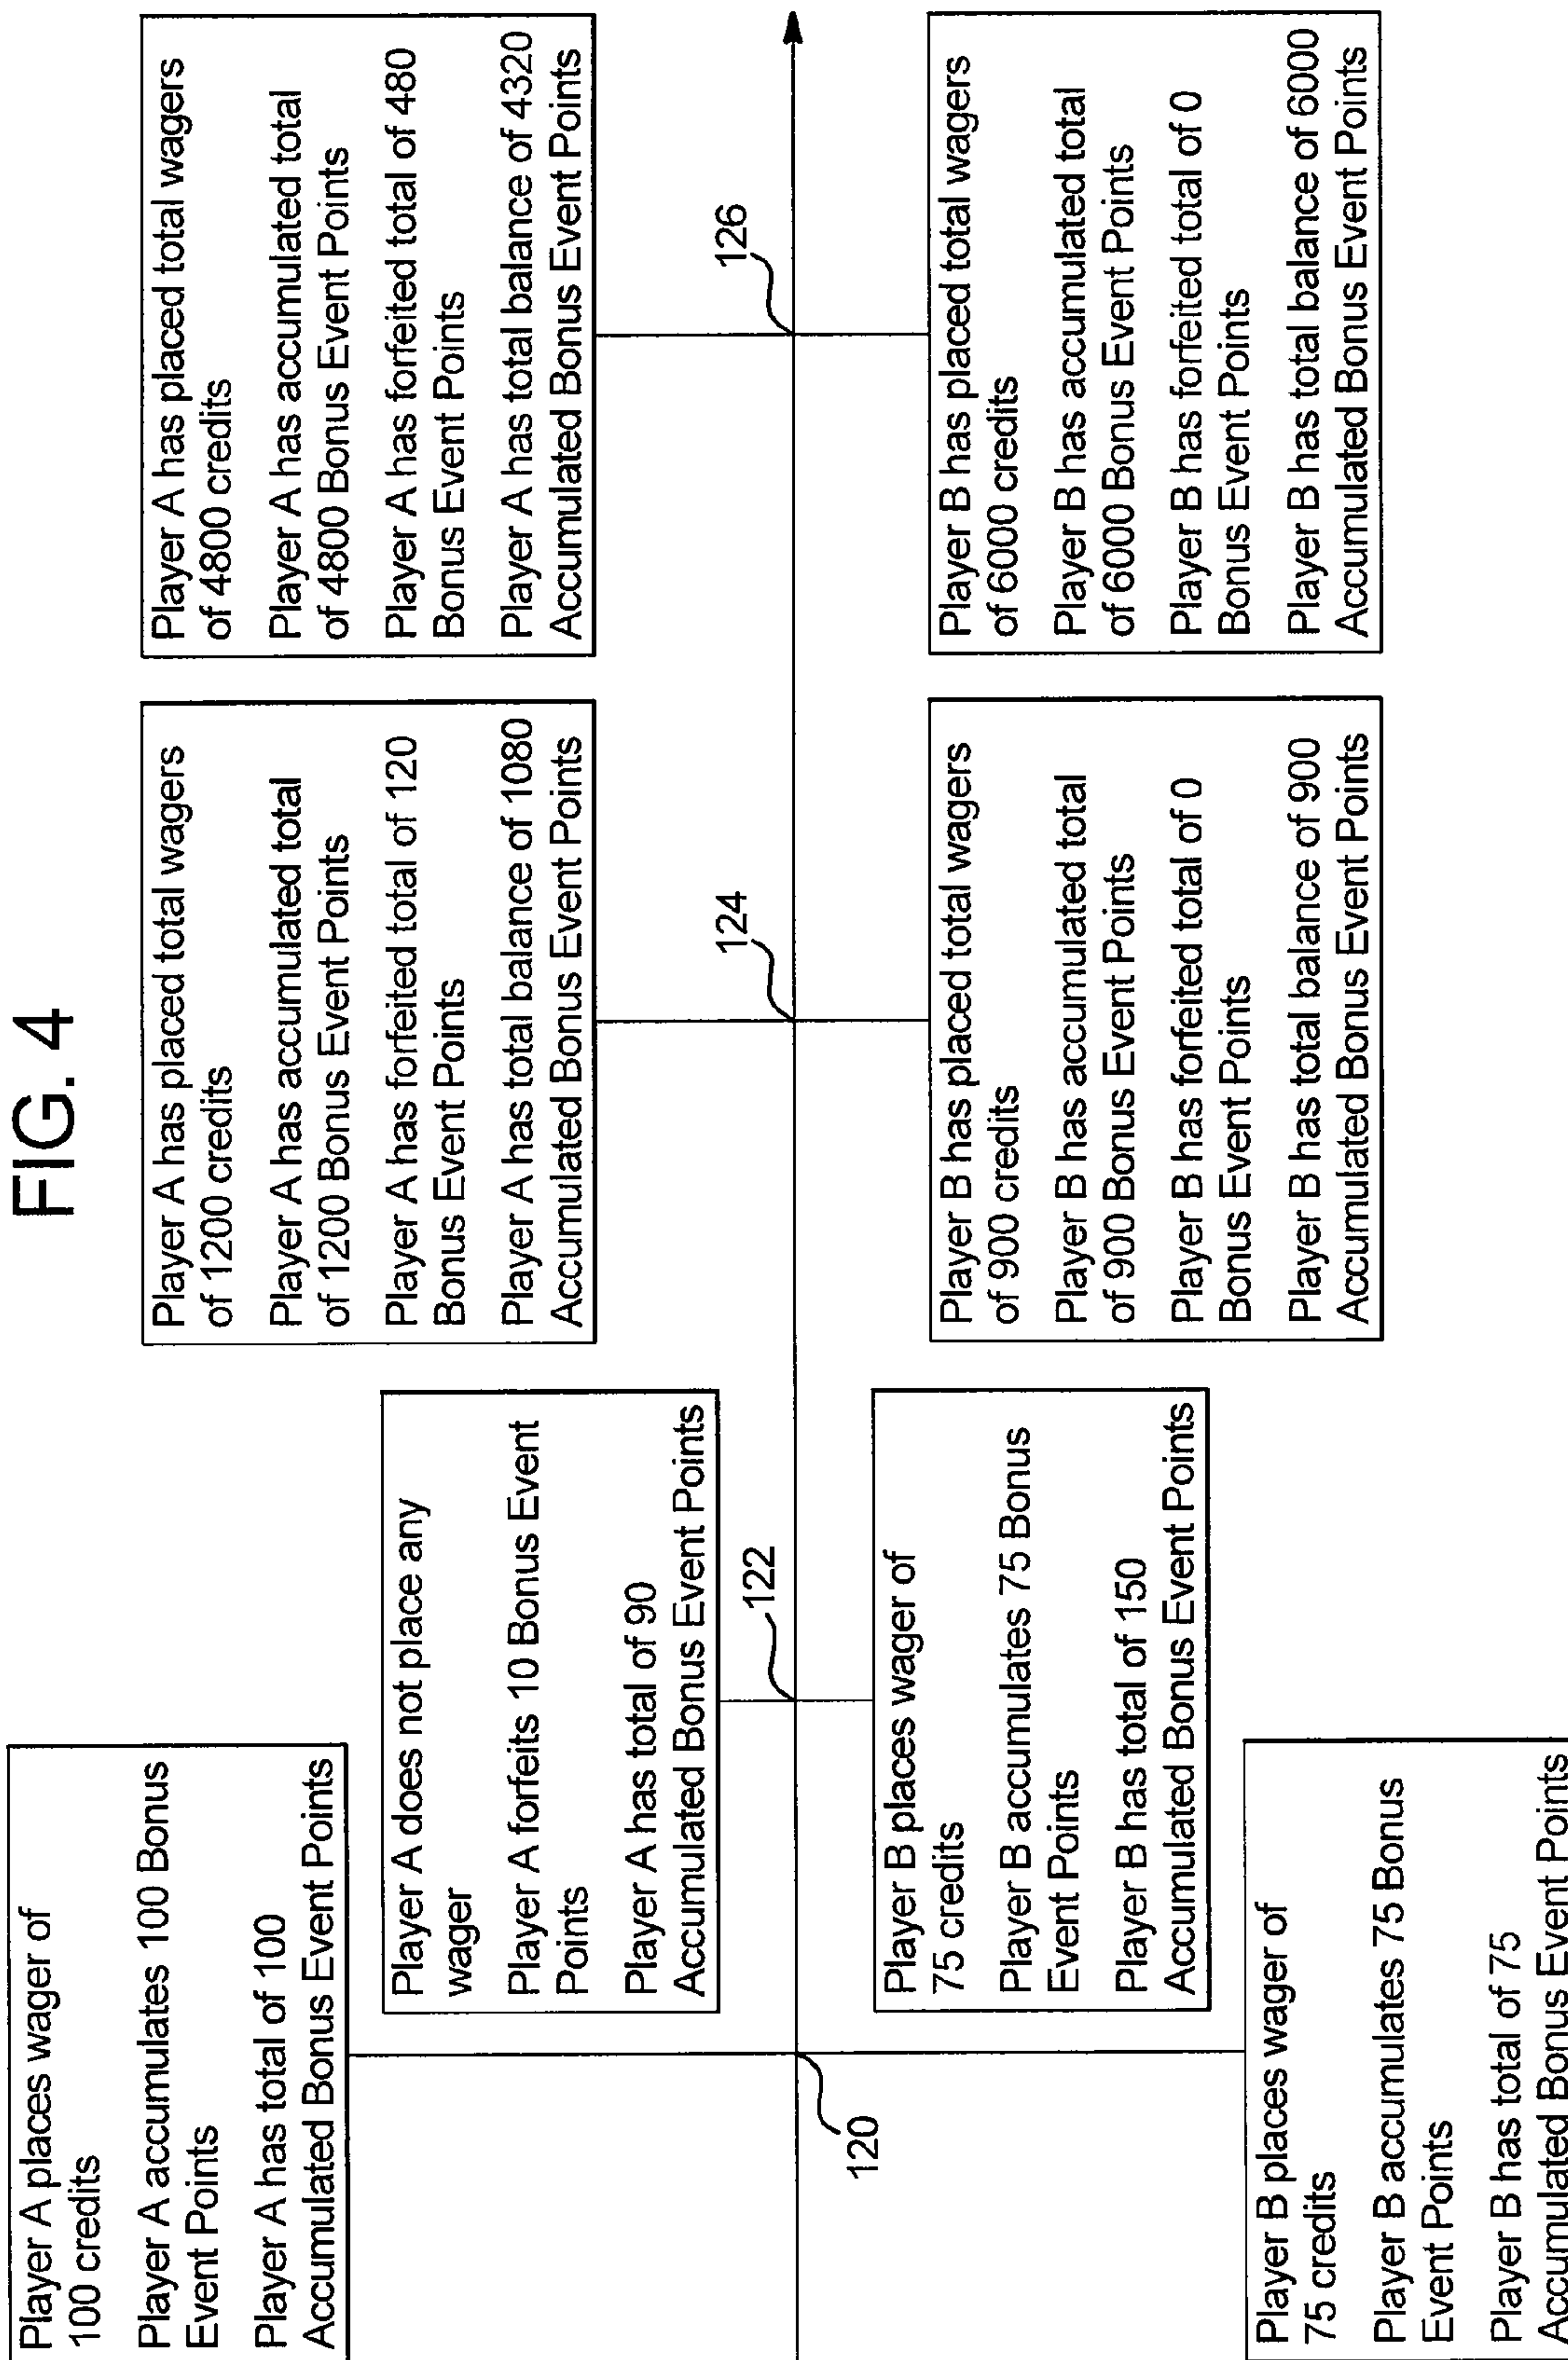 FIG. 4
Player A places wager of
100 credits
Player A accumulates 100 Bonus
Event Points
Player A has total of 100
Accumulated Bonus Event Points
Player A does not place any
wager
Player A forfeits 10 Bonus Event
Points
Player A has total of 90
Accumulated Bonus Event Points
Player A has placed total wagers
of 1200 credits
Player A has accumulated total
of 1200 Bonus Event Points
Player A has forfeited total of 120
Bonus Event Points
Player A has total balance of 1080
Accumulated Bonus Event Points
Player A has placed total wagers
of 4800 credits
Player A has accumulated total
of 4800 Bonus Event Points
Player A has forfeited total of 480
Bonus Event Points
Player A has total balance of 4320
Accumulated Bonus Event Points
120
122
124
126
Player B places wager of
75 credits
Player B accumulates 75 Bonus
Event Points
Player B has total of 75
Accumulated Bonus Event Points
Player B places wager of
75 credits
Player B accumulates 75 Bonus
Event Points
Player B has total of 150
Accumulated Bonus Event Points
Player B has placed total wagers
of 900 credits
Player B has accumulated total
of 900 Bonus Event Points
Player B has forfeited total of 0
Bonus Event Points
Player B has total balance of 900
Accumulated Bonus Event Points
Player B has placed total wagers
of 6000 credits
Player B has accumulated total
of 6000 Bonus Event Points
Player B has forfeited total of 0
Bonus Event Points
Player B has total balance of 6000
Accumulated Bonus Event Points